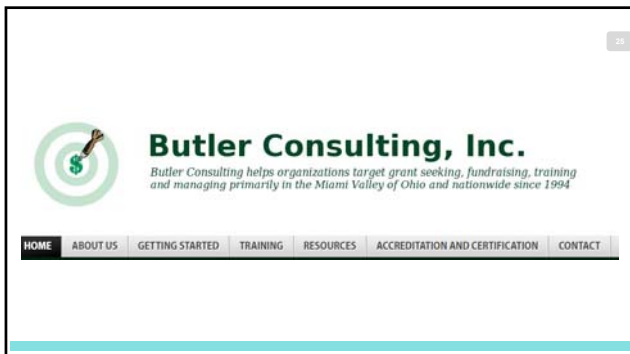 28
Butler Consulting, Inc.
Butler Consulting helps organizations target grant seeking, fundraising, training
and managing primarily in the Miami Valley of Ohio and nationwide since 1994
$
HOME ABOUT US GETTING STARTED TRAINING RESOURCES ACCREDITATION AND CERTIFICATION CONTACT